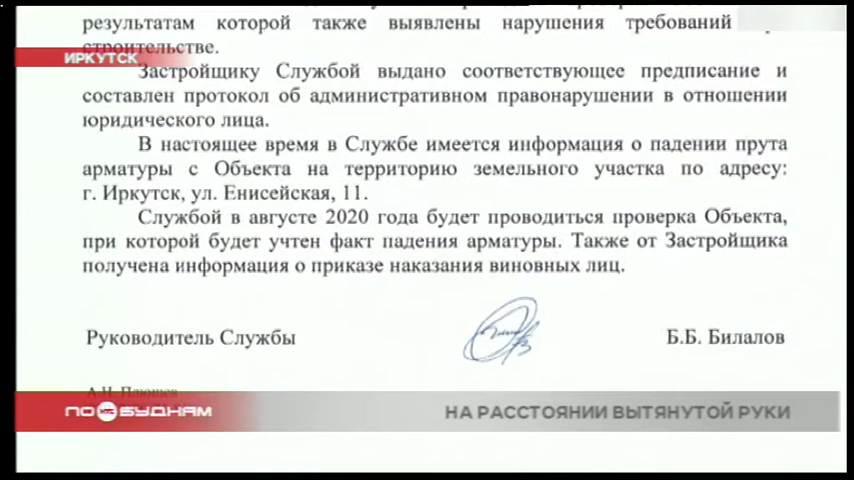 результатам которой также выявлены нарушения требований
строительстве.
ИРКУТСК
Застройщику Службой выдано соответствующее предписание и
составлен протокол об административном правонарушении в отношении
юридического лица.
В настоящее время в Службе имеется информация о падении прута
арматуры с Объекта на территорию земельного участка по адресу:
г. Иркутск, ул. Енисейская, 11.
Службой в августе 2020 года будет проводиться проверка Объекта,
при которой будет учтен факт падения арматуры. Также от Застройщика
получена информация о приказе наказания виновных лиц.
Руководитель Службы Б.Б. Билалов
ПО НТС БУДНЯМ НА РАССТОЯНИИ ВЫТЯНУТОЙ РУКИ